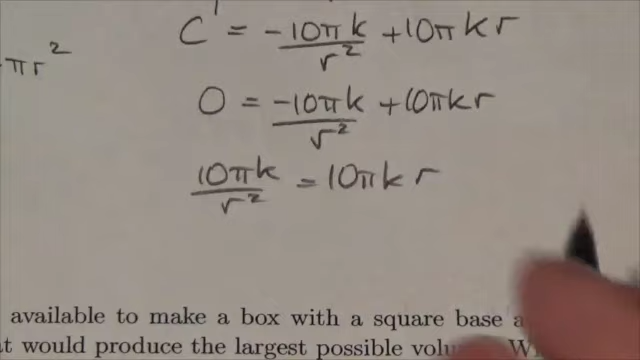 C' = -10πk/r² + 10πkr
πr²
0 = -10πk/r² + 10πkr
10πk/r² = 10πkr
available to make a box with a square base
would produce the largest possible